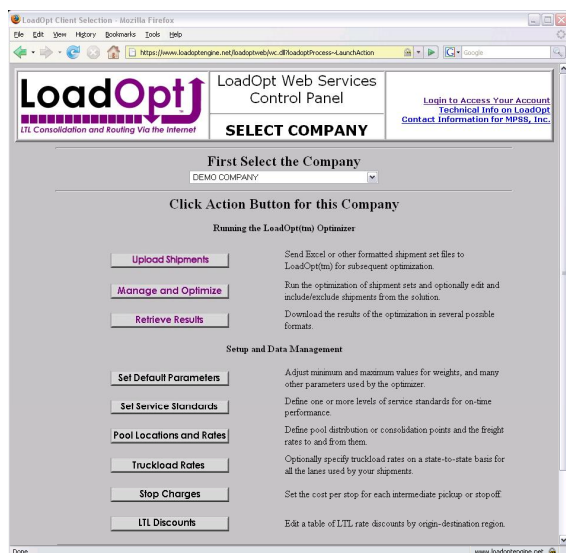 LoadOpt Client Selection - Mozilla Firefox
File Edit View History Bookmarks Tools Help
https://www.loadoptengine.net/loadoptweb/wc.dll?loadoptProcess~LaunchAction
Google
LoadOpt
LTL Consolidation and Routing Via the Internet
LoadOpt Web Services
Control Panel
SELECT COMPANY
Login to Access Your Account
Technical Info on LoadOpt
Contact Information for MPSS, Inc.
First Select the Company
DEMO COMPANY
Click Action Button for this Company
Running the LoadOpt(tm) Optimizer
Upload Shipments
Send Excel or other formatted shipment set files to
LoadOpt(tm) for subsequent optimization.
Manage and Optimize
Run the optimization of shipment sets and optionally edit and
include/exclude shipments from the solution.
Retrieve Results
Download the results of the optimization in several possible
formats.
Setup and Data Management
Set Default Parameters
Adjust minimum and maximum values for weights, and many
other parameters used by the optimizer.
Set Service Standards
Define one or more levels of service standards for on-time
performance.
Pool Locations and Rates
Define pool distribution or consolidation points and the freight
rates to and from them.
Truckload Rates
Optionally specify truckload rates on a state-to-state basis for
all the lanes used by your shipments.
Stop Charges
Set the cost per stop for each intermediate pickup or stopoff.
LTL Discounts
Edit a table of LTL rate discounts by origin-destination region.
Done
www.loadoptengine.net